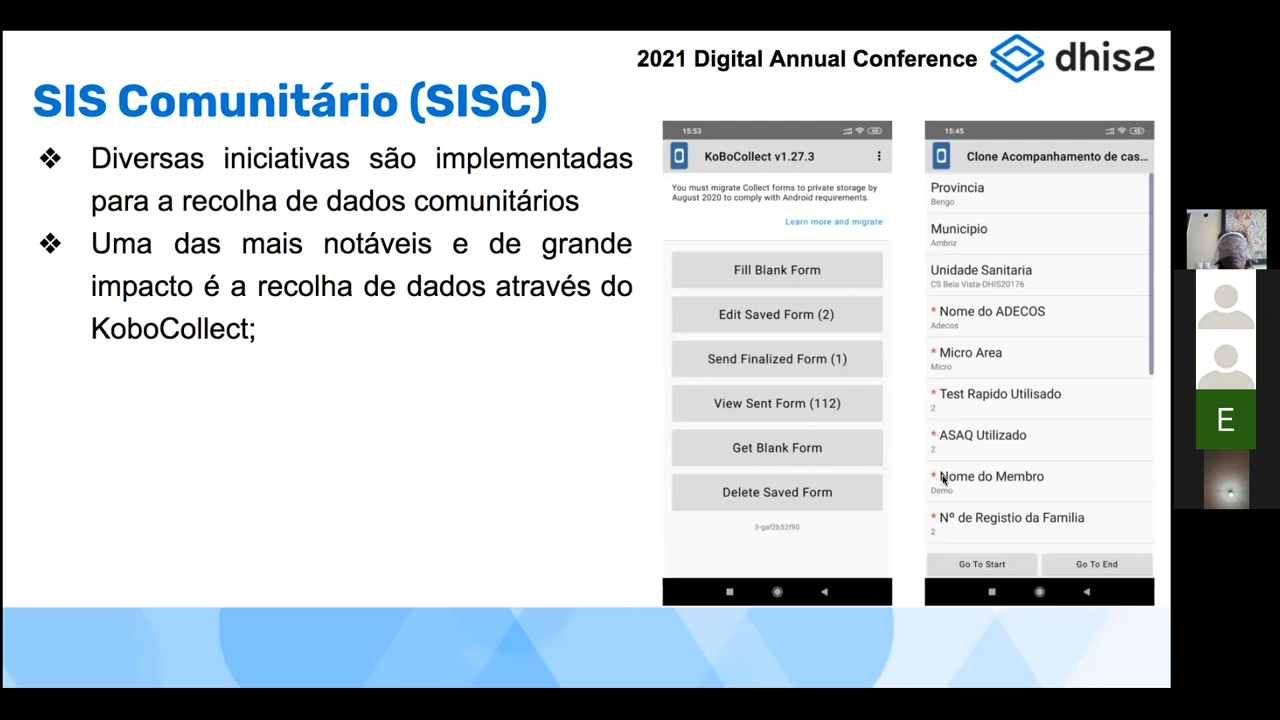 2021 Digital Annual Conference dhis2
SIS Comunitário (SISC)
❖ Diversas iniciativas são implementadas
para a recolha de dados comunitários
❖ Uma das mais notáveis e de grande
impacto é a recolha de dados através do
KoboCollect;
15:53
KoBoCollect v1.27.3
You must migrate Collect forms to private storage by
August 2020 to comply with Android requirements.
Learn more and migrate
Fill Blank Form
Edit Saved Form (2)
Send Finalized Form (1)
View Sent Form (112)
Get Blank Form
Delete Saved Form
3-gaf2b52f90
15:45
Clone Acompanhamento de cas...
Provincia
Bengo
Municipio
Ambriz
Unidade Sanitaria
CS Bela Vista-DHIS20176
* Nome do ADECOS
Adecos
* Micro Area
Micro
* Test Rapido Utilisado
2
* ASAQ Utilizado
2
* Nome do Membro
Demo
* Nº de Registio da Familia
2
Go To Start Go To End
E